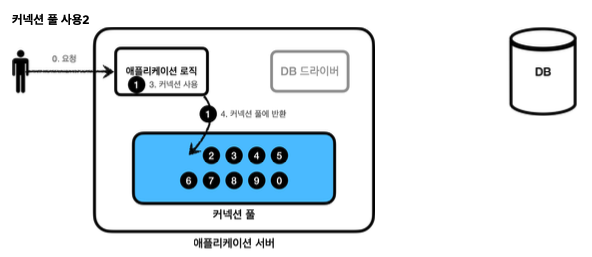 커넥션 풀 사용2
0. 요청
애플리케이션 로직
1 3. 커넥션 사용
DB 드라이버
DB
1 4. 커넥션 풀에 반환
2 3 4 5
6 7 8 9 0
커넥션 풀
애플리케이션 서버